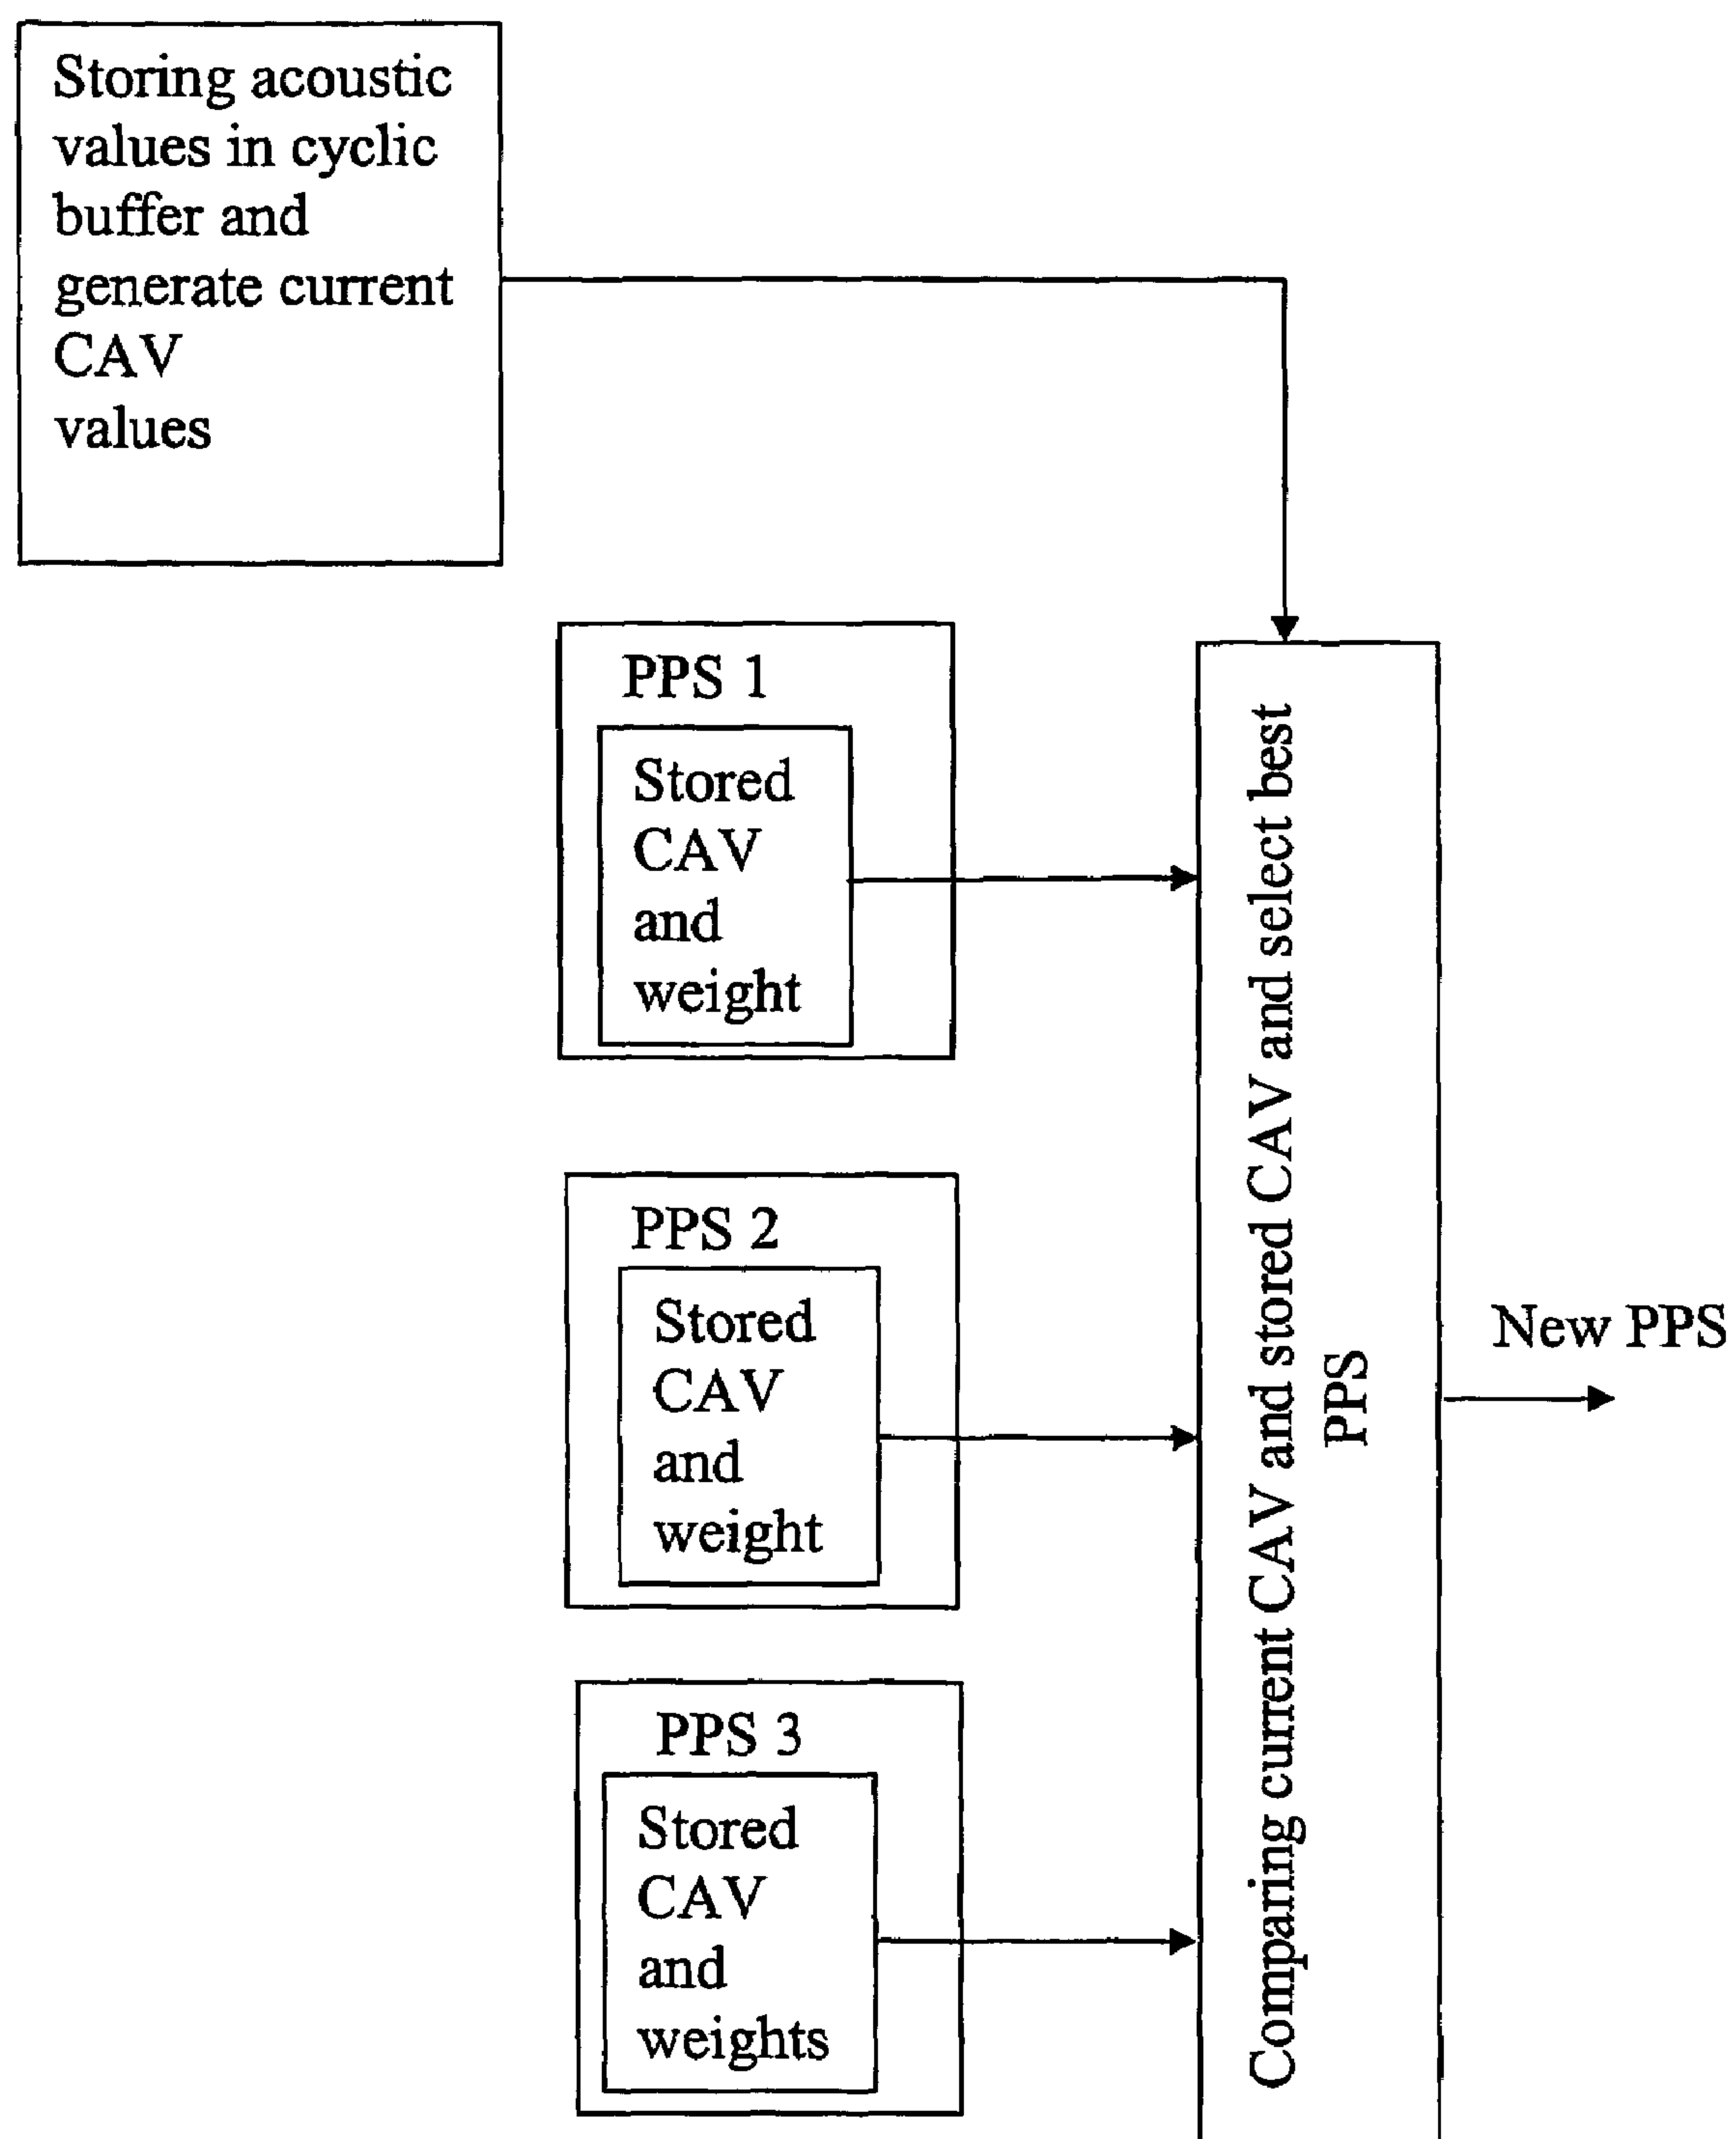 Storing acoustic
values in cyclic
buffer and
generate current
CAV
values
PPS 1
Stored
CAV
and
weight
PPS 2
Stored
CAV
and
weight
PPS 3
Stored
CAV
and
weights
Comparing current CAV and stored CAV and select best
PPS
New PPS